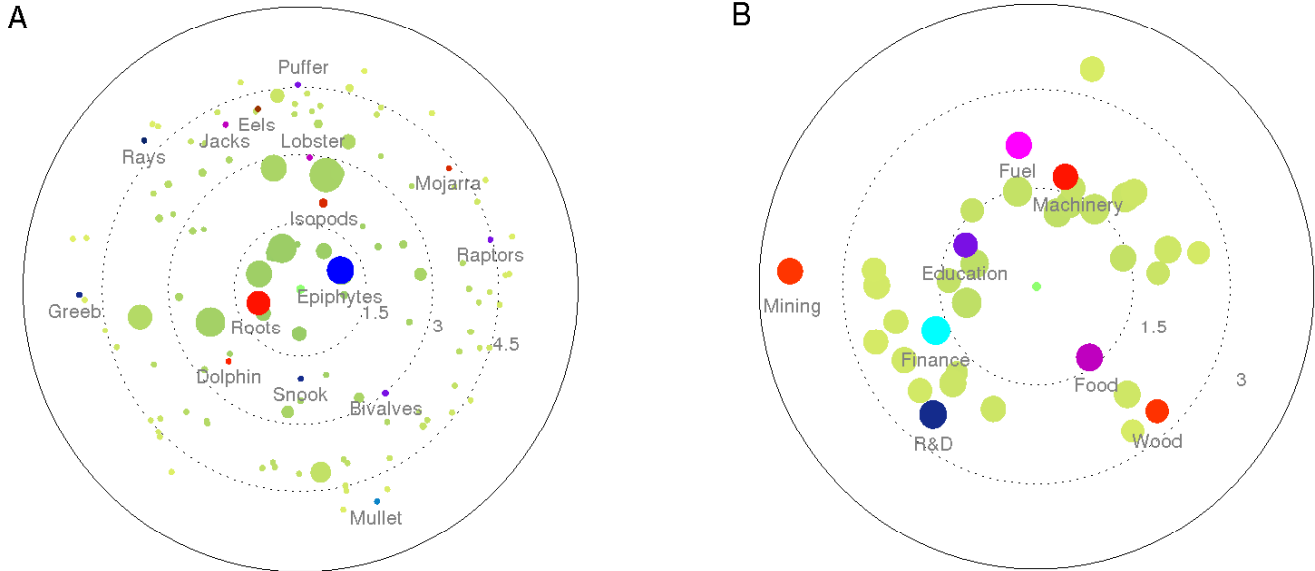 A
Puffer
Eels
Jacks
Lobster
Rays
Mojarra
Isopods
Raptors
Epiphytes
Greeb
1.5
Roots
3
4.5
Dolphin
Snook
Bivalves
Mullet
B
Fuel
Machinery
Education
Mining
1.5
Finance
3
Food
R&D
Wood